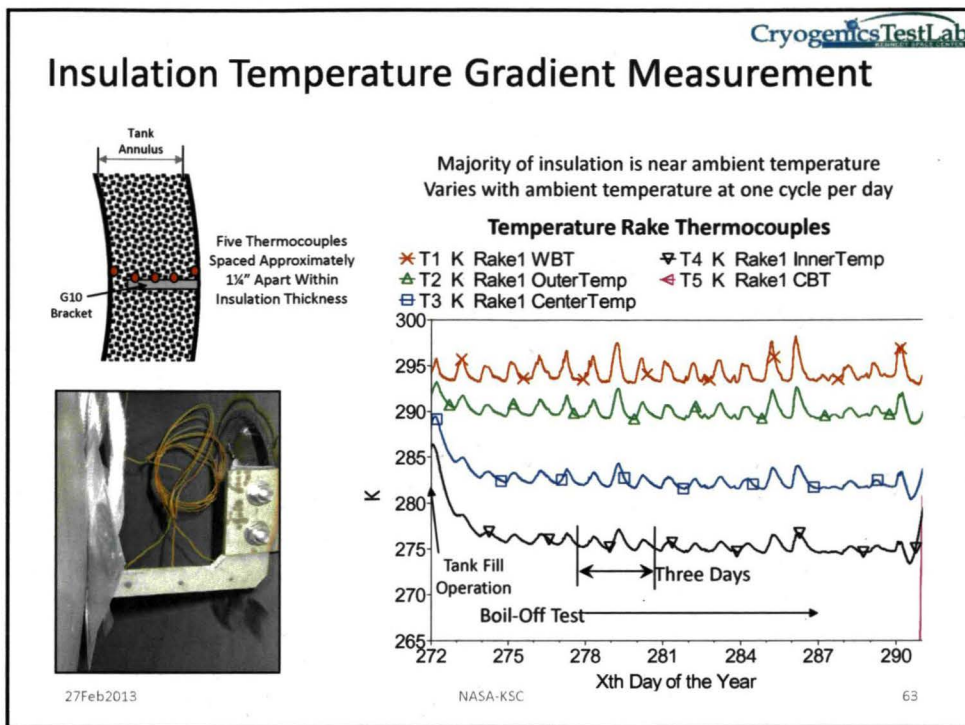 CryogenicsTestLab
KENNEDY SPACE CENTER
Insulation Temperature Gradient Measurement
Tank
Annulus
Five Thermocouples
Spaced Approximately
1¼" Apart Within
Insulation Thickness
G10
Bracket
Majority of insulation is near ambient temperature
Varies with ambient temperature at one cycle per day
Temperature Rake Thermocouples
T1 K Rake1 WBT
T4 K Rake1 InnerTemp
T2 K Rake1 OuterTemp
T5 K Rake1 CBT
T3 K Rake1 CenterTemp
300
295
290
285
280
275
270
265
K
Tank Fill
Operation
Three Days
Boil-Off Test
272
275
278
281
284
287
290
Xth Day of the Year
27Feb2013
NASA-KSC
63